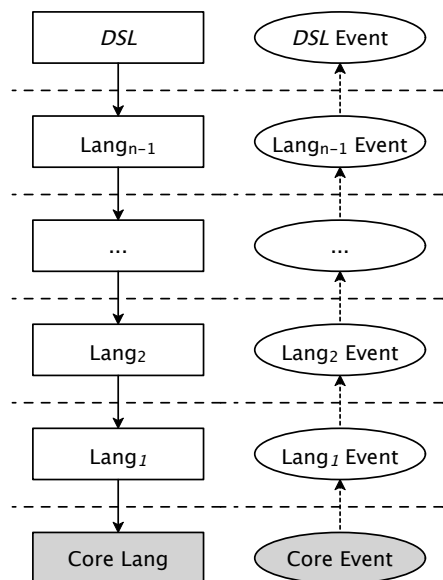 DSL
DSL Event
Langn-1
Langn-1 Event
...
...
Lang2
Lang2 Event
Lang1
Lang1 Event
Core Lang
Core Event